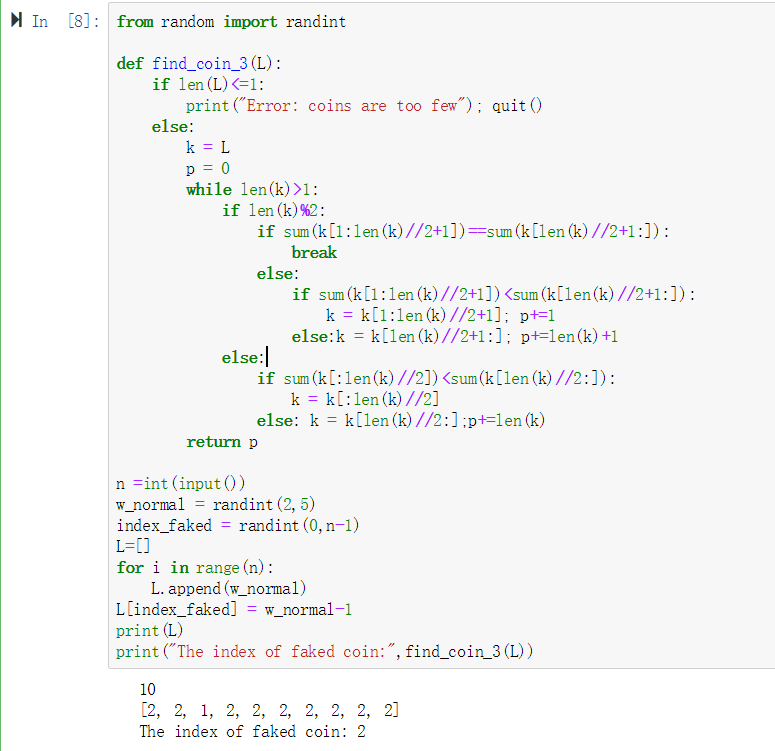 In [8]:
from random import randint

def find_coin_3(L):
    if len(L)<=1:
        print("Error: coins are too few"); quit()
    else:
        k = L
        p = 0
        while len(k)>1:
            if len(k)%2:
                if sum(k[1:len(k)//2+1])==sum(k[len(k)//2+1:]):
                    break
                else:
                    if sum(k[1:len(k)//2+1])<sum(k[len(k)//2+1:]):
                        k = k[1:len(k)//2+1]; p+=1
                    else:k = k[len(k)//2+1:]; p+=len(k)+1
            else:
                if sum(k[:len(k)//2])<sum(k[len(k)//2:]):
                    k = k[:len(k)//2]
                else: k = k[len(k)//2:];p+=len(k)
        return p

n =int(input())
w_normal = randint(2,5)
index_faked = randint(0,n-1)
L=[]
for i in range(n):
    L.append(w_normal)
L[index_faked] = w_normal-1
print(L)
print("The index of faked coin:",find_coin_3(L))
10
[2, 2, 1, 2, 2, 2, 2, 2, 2, 2]
The index of faked coin: 2